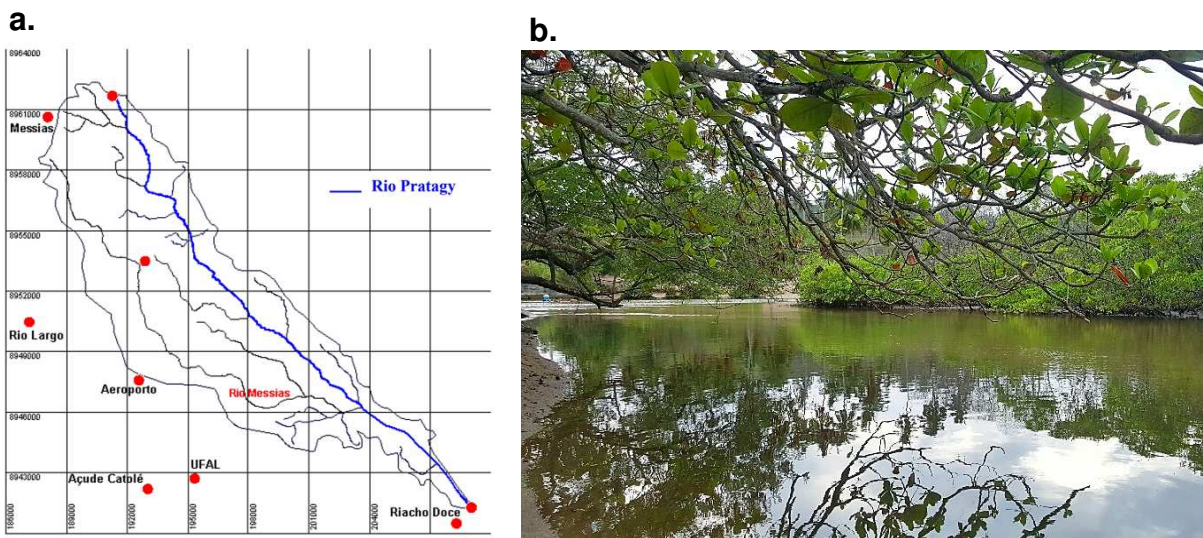 a.
b.
8964000
8961000
Messias
8958000
Rio Pratagy
8955000
8952000
Rio Largo
8949000
Aeroporto
Rio Messias
8946000
UFAL
8943000
Açude Catolé
Riacho Doce
186000
189000
192000
195000
198000
201000
204000